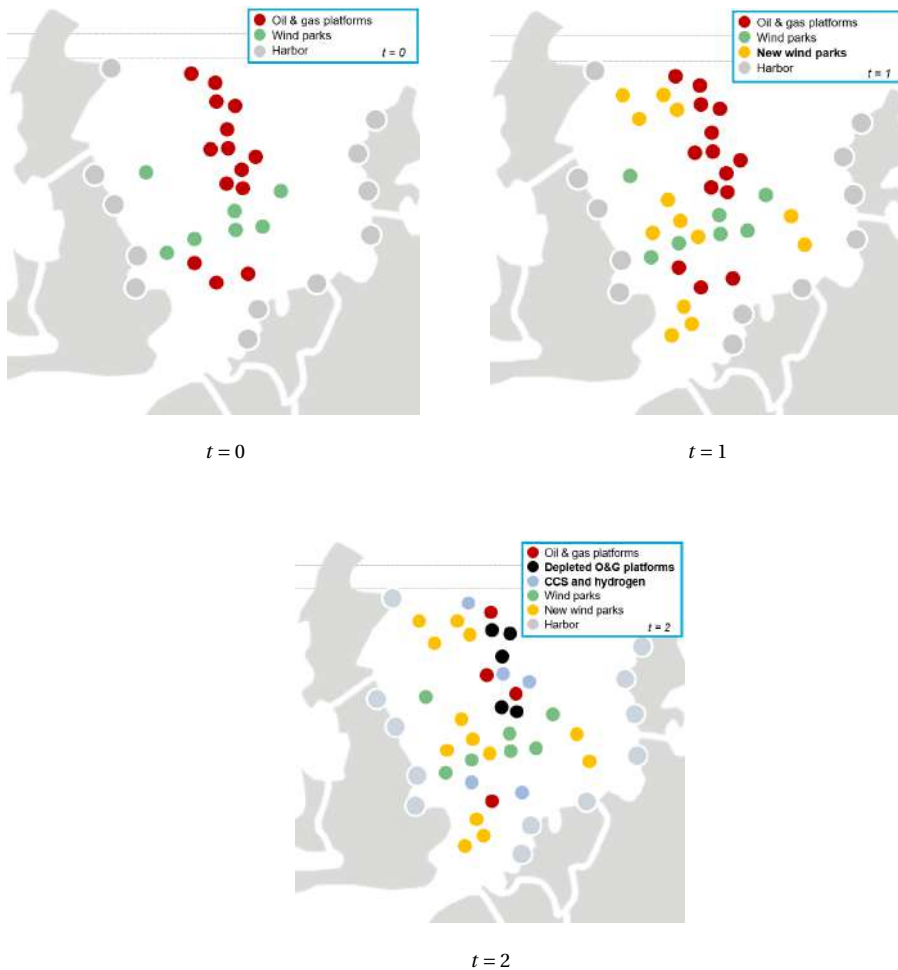 Oil & gas platforms
Wind parks
Harbor
t=0
Oil & gas platforms
Wind parks
New wind parks
Harbor
t=1
t = 0
t = 1
Oil & gas platforms
Depleted O&G platforms
CCS and hydrogen
Wind parks
New wind parks
Harbor
t=2
t = 2